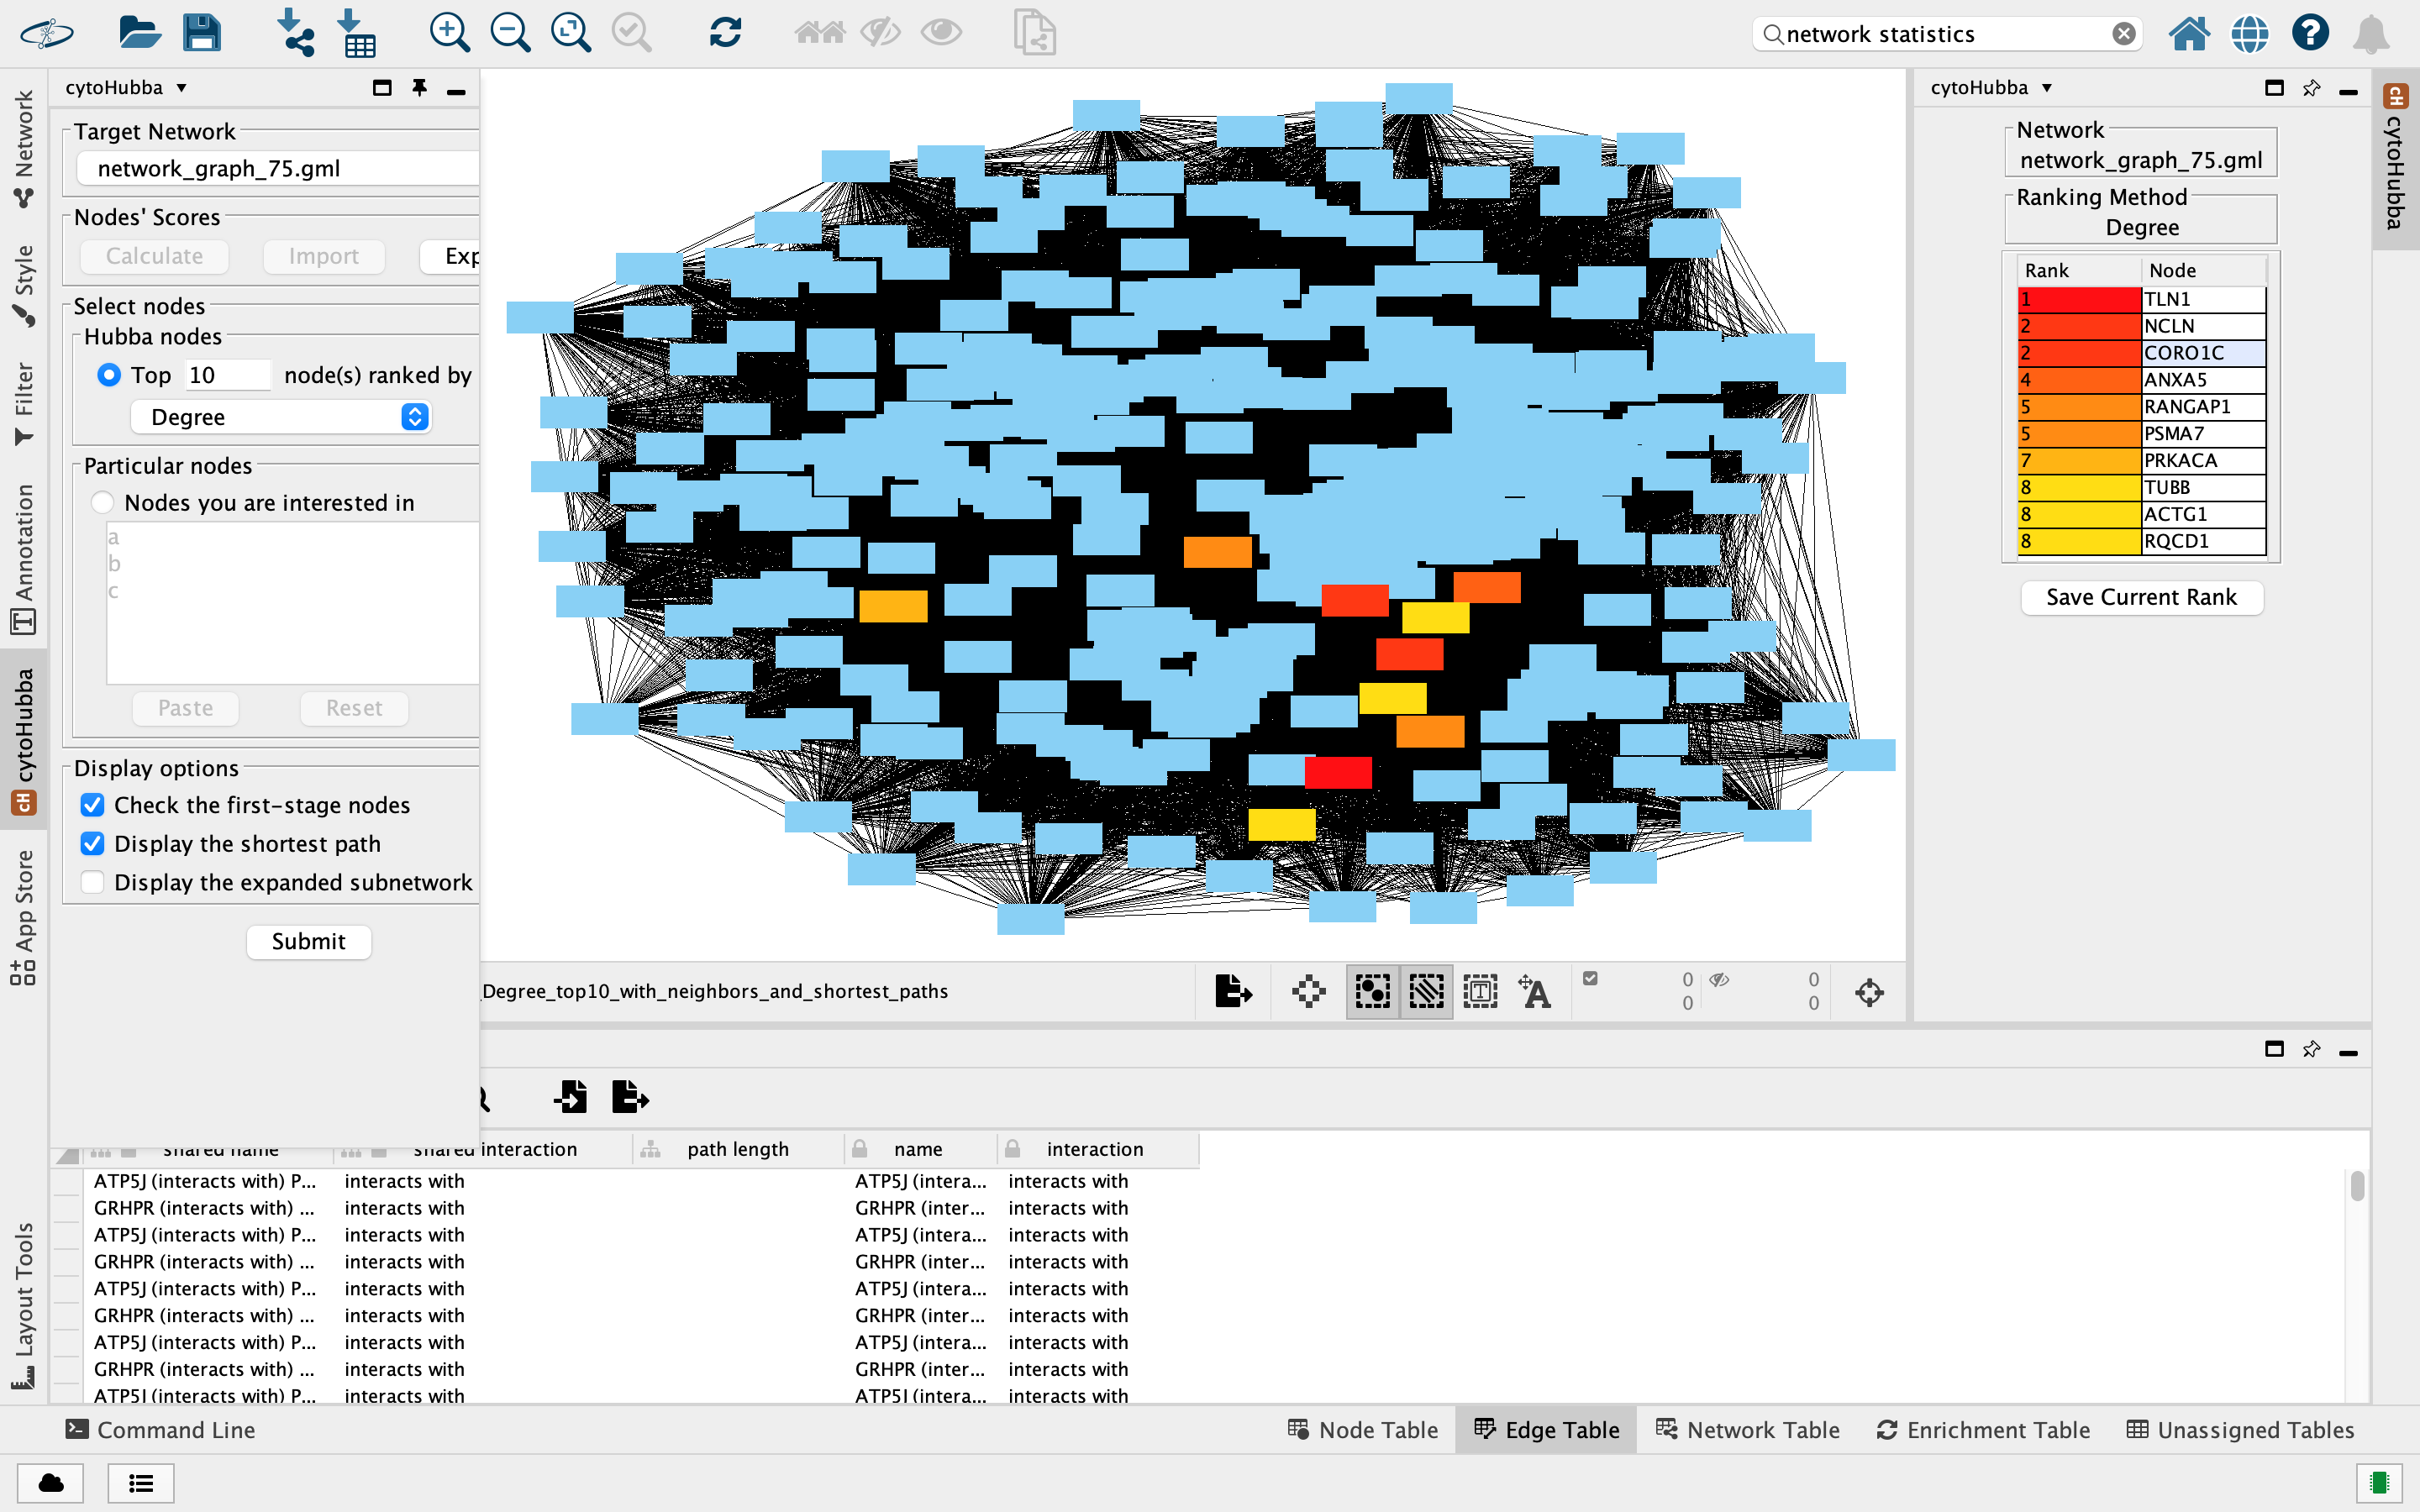 network statistics
Network
Style
Filter
Annotation
cH cytoHubba
App Store
Layout Tools
cytoHubba
Target Network
network_graph_75.gml
Nodes' Scores
Calculate Import Exp
Select nodes
Hubba nodes
Top 10 node(s) ranked by
Degree
Particular nodes
Nodes you are interested in
a
b
c
Paste Reset
Display options
Check the first-stage nodes
Display the shortest path
Display the expanded subnetwork
Submit
_Degree_top10_with_neighbors_and_shortest_paths
T
A
0 0
0 0
cytoHubba
Network
network_graph_75.gml
Ranking Method
Degree
Rank Node
1 TLN1
2 NCLN
2 CORO1C
4 ANXA5
5 RANGAP1
5 PSMA7
7 PRKACA
8 TUBB
8 ACTG1
8 RQCD1
Save Current Rank
cH cytoHubba
shared name shared interaction path length name interaction
ATP5J (interacts with) P... interacts with ATP5J (intera... interacts with
GRHPR (interacts with) ... interacts with GRHPR (inter... interacts with
ATP5J (interacts with) P... interacts with ATP5J (intera... interacts with
GRHPR (interacts with) ... interacts with GRHPR (inter... interacts with
ATP5J (interacts with) P... interacts with ATP5J (intera... interacts with
GRHPR (interacts with) ... interacts with GRHPR (inter... interacts with
ATP5J (interacts with) P... interacts with ATP5J (intera... interacts with
GRHPR (interacts with) ... interacts with GRHPR (inter... interacts with
ATP5J (interacts with) P... interacts with ATP5J (intera... interacts with
Command Line Node Table Edge Table Network Table Enrichment Table Unassigned Tables